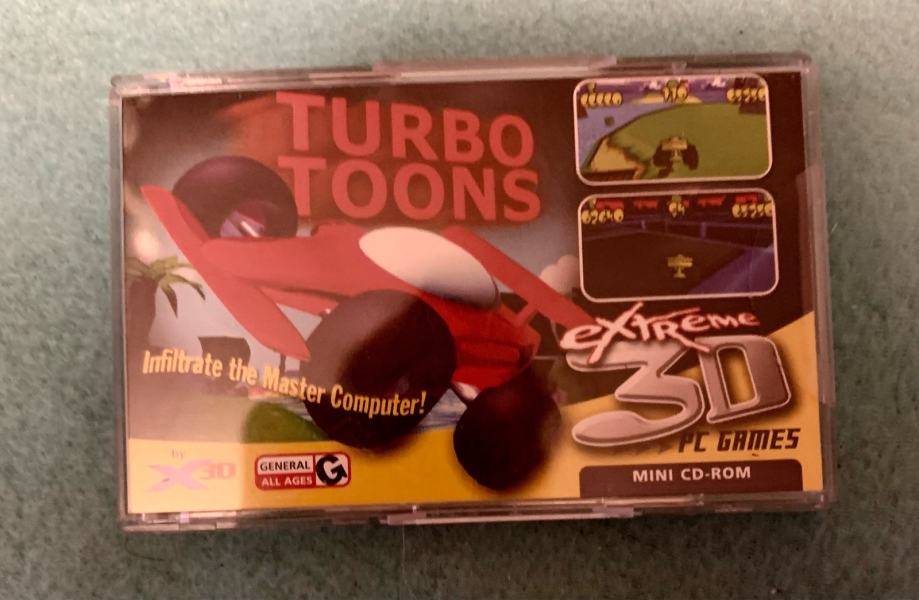 TURBO
TOONS
eXtreme
3D
PC GAMES
Infiltrate the Master Computer!
by
X3D
GENERAL
ALL AGES
G
MINI CD-ROM